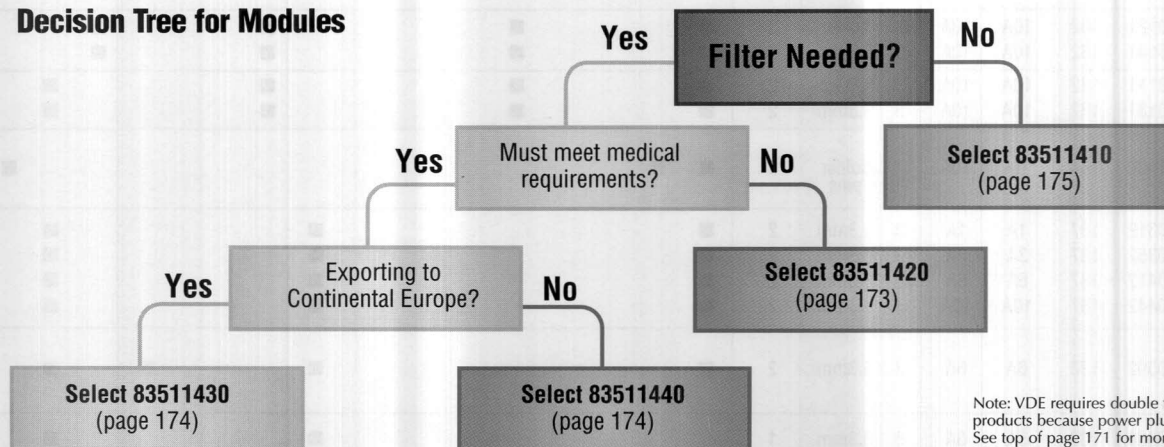 Decision Tree for Modules
Yes
Filter Needed?
No
Yes
Must meet medical
requirements?
No
Select 83511410
(page 175)
Yes
Exporting to
Continental Europe?
No
Select 83511420
(page 173)
Select 83511430
(page 174)
Select 83511440
(page 174)
Note: VDE requires double
products because power
See top of page 171 for